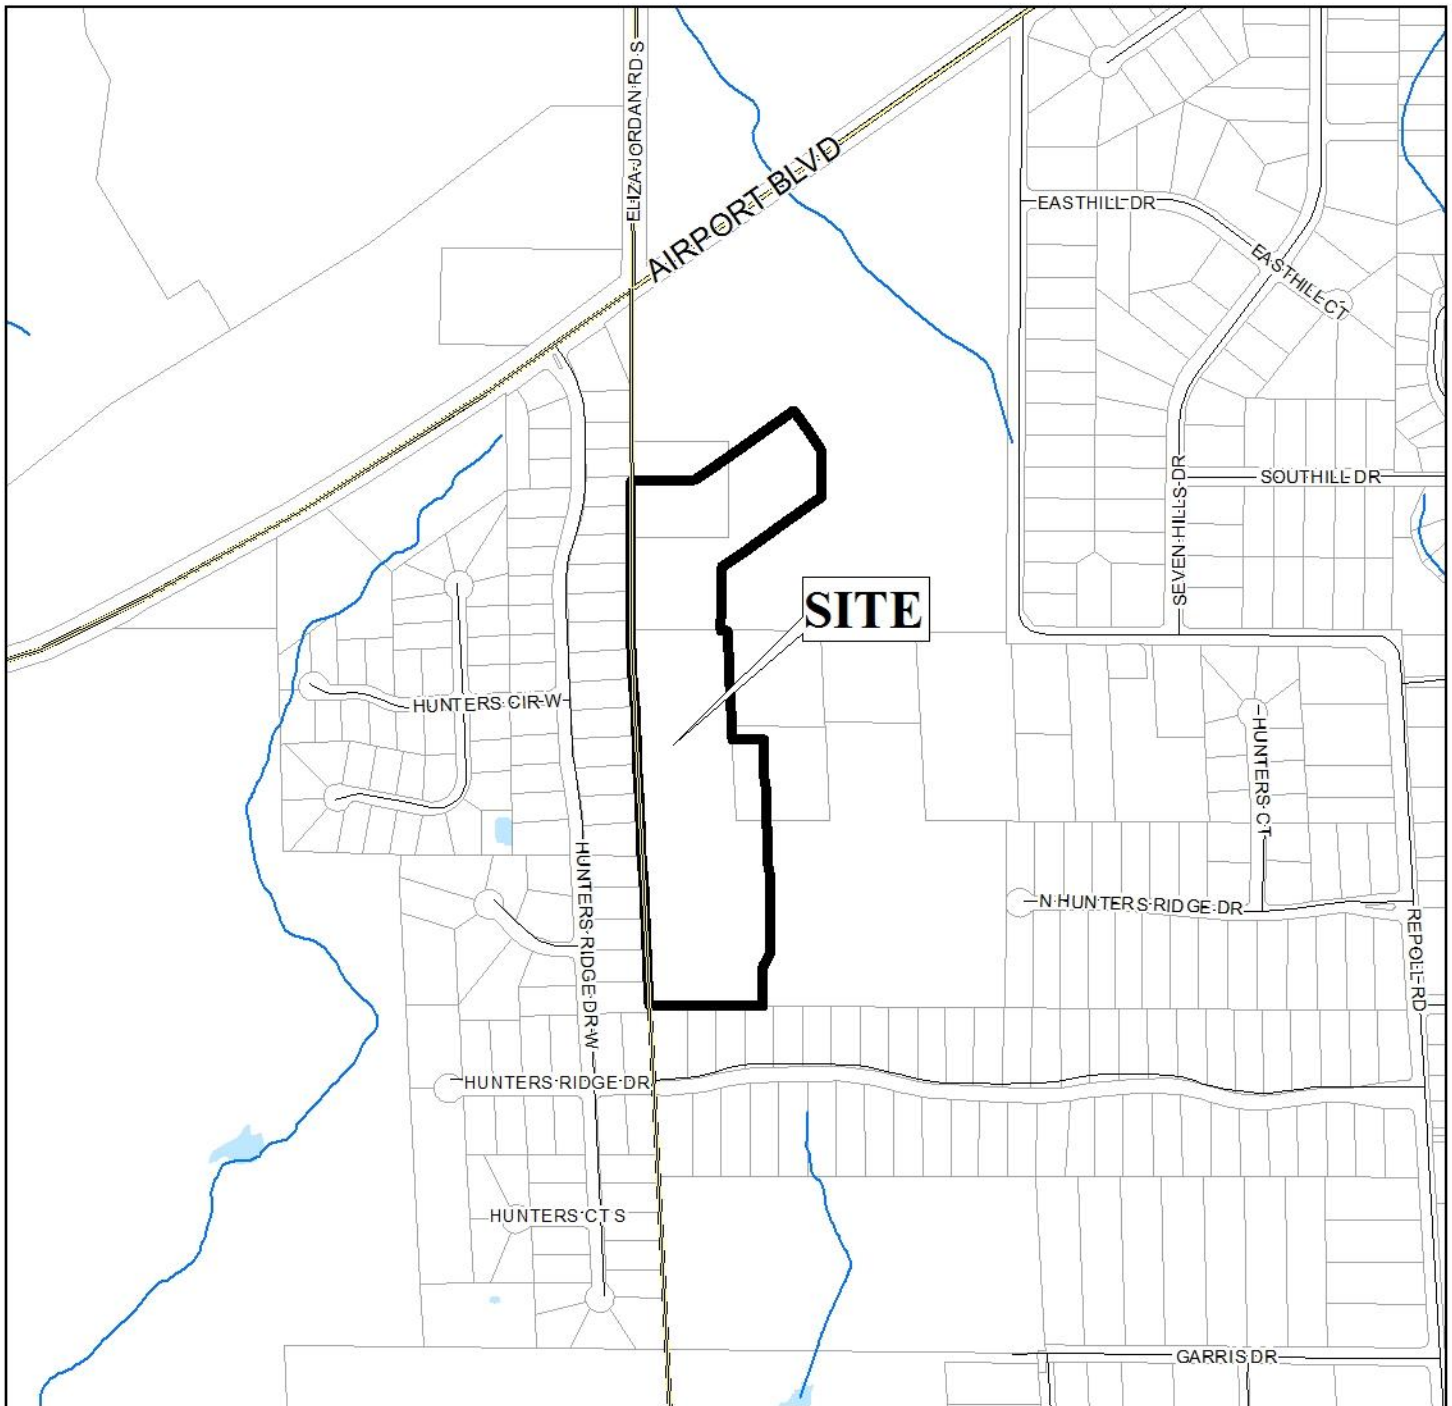 ELIZA JORDAN RD S
AIRPORT BLVD
EASTHILL DR
EASTHILL CT
SOUTHILL DR
SEVEN HILLS DR
SITE
HUNTERS CIR W
HUNTERS CT
HUNTERS RIDGE DR W
N HUNTERS RIDGE DR
REPOLL RD
HUNTERS RIDGE DR
HUNTERS CT S
GARRIS DR